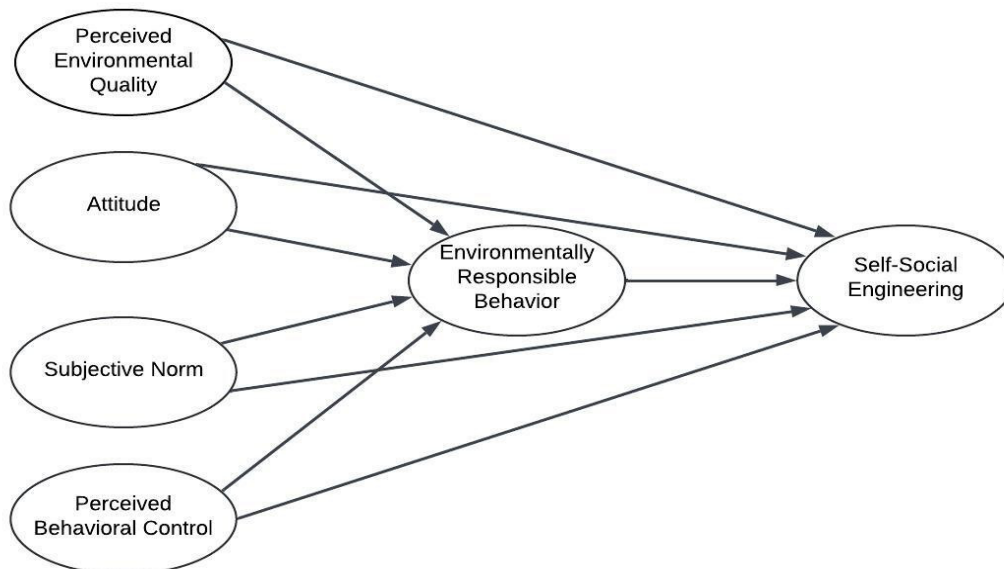 Perceived
Environmental
Quality
Attitude
Subjective Norm
Perceived
Behavioral Control
Environmentally
Responsible
Behavior
Self-Social
Engineering